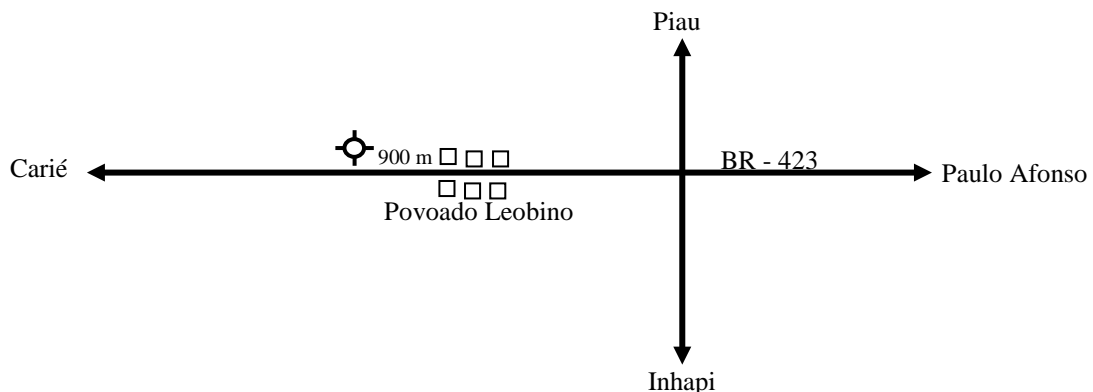 Piau
900 m
BR - 423
Carié
Paulo Afonso
Povoado Leobino
Inhapi